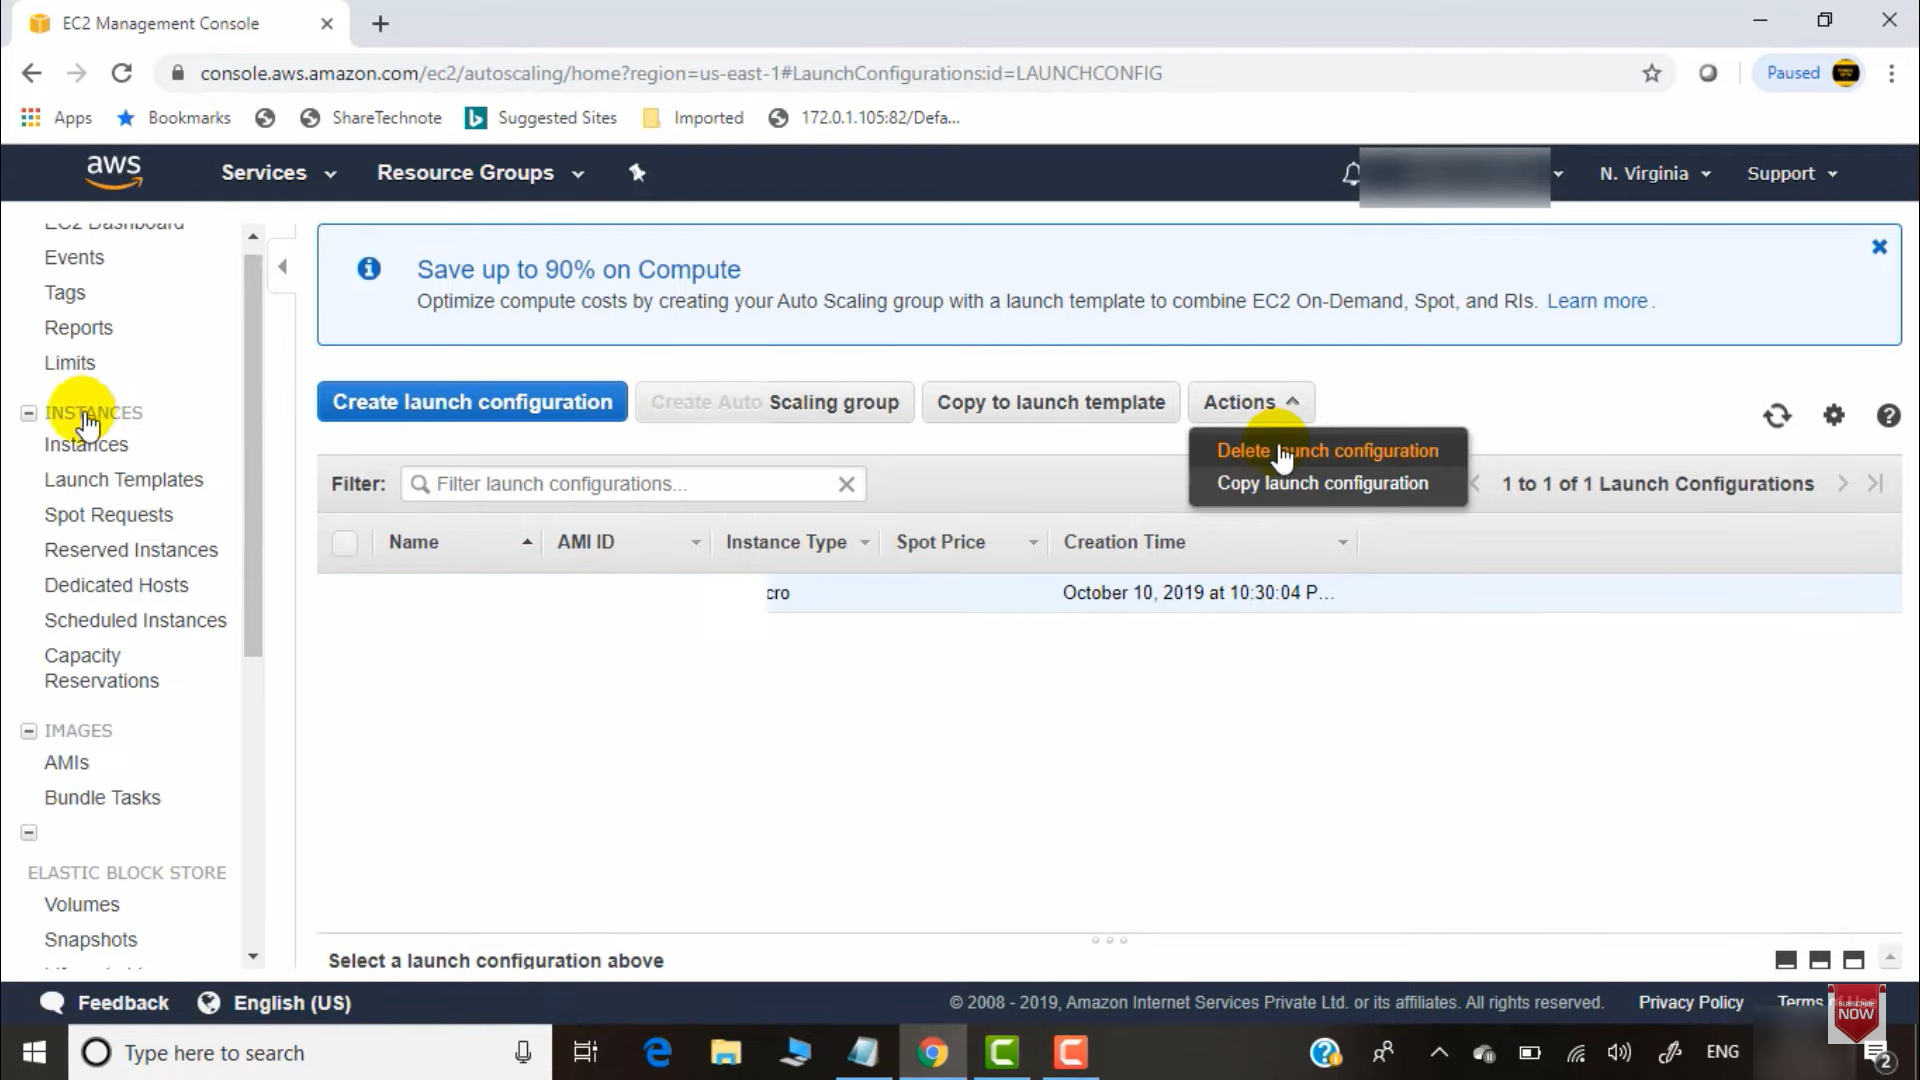 EC2 Management Console
console.aws.amazon.com/ec2/autoscaling/home?region=us-east-1#LaunchConfigurations:id=LAUNCHCONFIG
Paused
Apps Bookmarks ShareTechnote Suggested Sites Imported 172.0.1.105:82/Defa...
aws Services Resource Groups N. Virginia Support
EC2 Dashboard
Events
Tags
Reports
Limits
INSTANCES
Instances
Launch Templates
Spot Requests
Reserved Instances
Dedicated Hosts
Scheduled Instances
Capacity
Reservations
IMAGES
AMIs
Bundle Tasks
ELASTIC BLOCK STORE
Volumes
Snapshots
Save up to 90% on Compute
Optimize compute costs by creating your Auto Scaling group with a launch template to combine EC2 On-Demand, Spot, and RIs. Learn more.
Create launch configuration Create Auto Scaling group Copy to launch template Actions
Delete launch configuration
Copy launch configuration
Filter: Filter launch configurations... 1 to 1 of 1 Launch Configurations
Name AMI ID Instance Type Spot Price Creation Time
cro October 10, 2019 at 10:30:04 P...
Select a launch configuration above
Feedback English (US) © 2008 - 2019, Amazon Internet Services Private Ltd. or its affiliates. All rights reserved. Privacy Policy Terms
SUBSCRIBE
NOW
Type here to search ENG 2